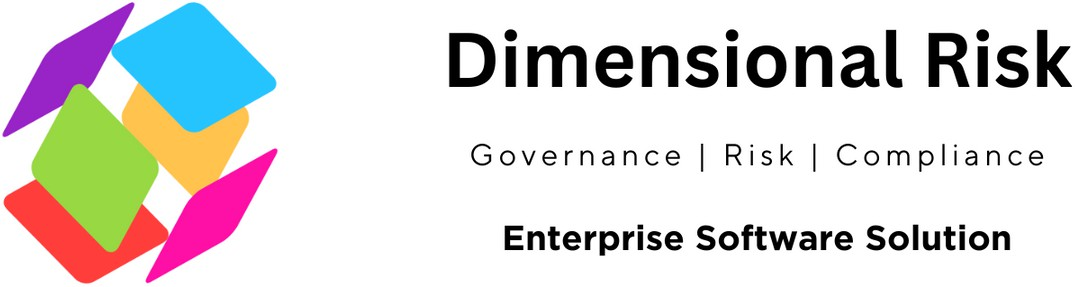 Dimensional Risk
Governance | Risk | Compliance
Enterprise Software Solution